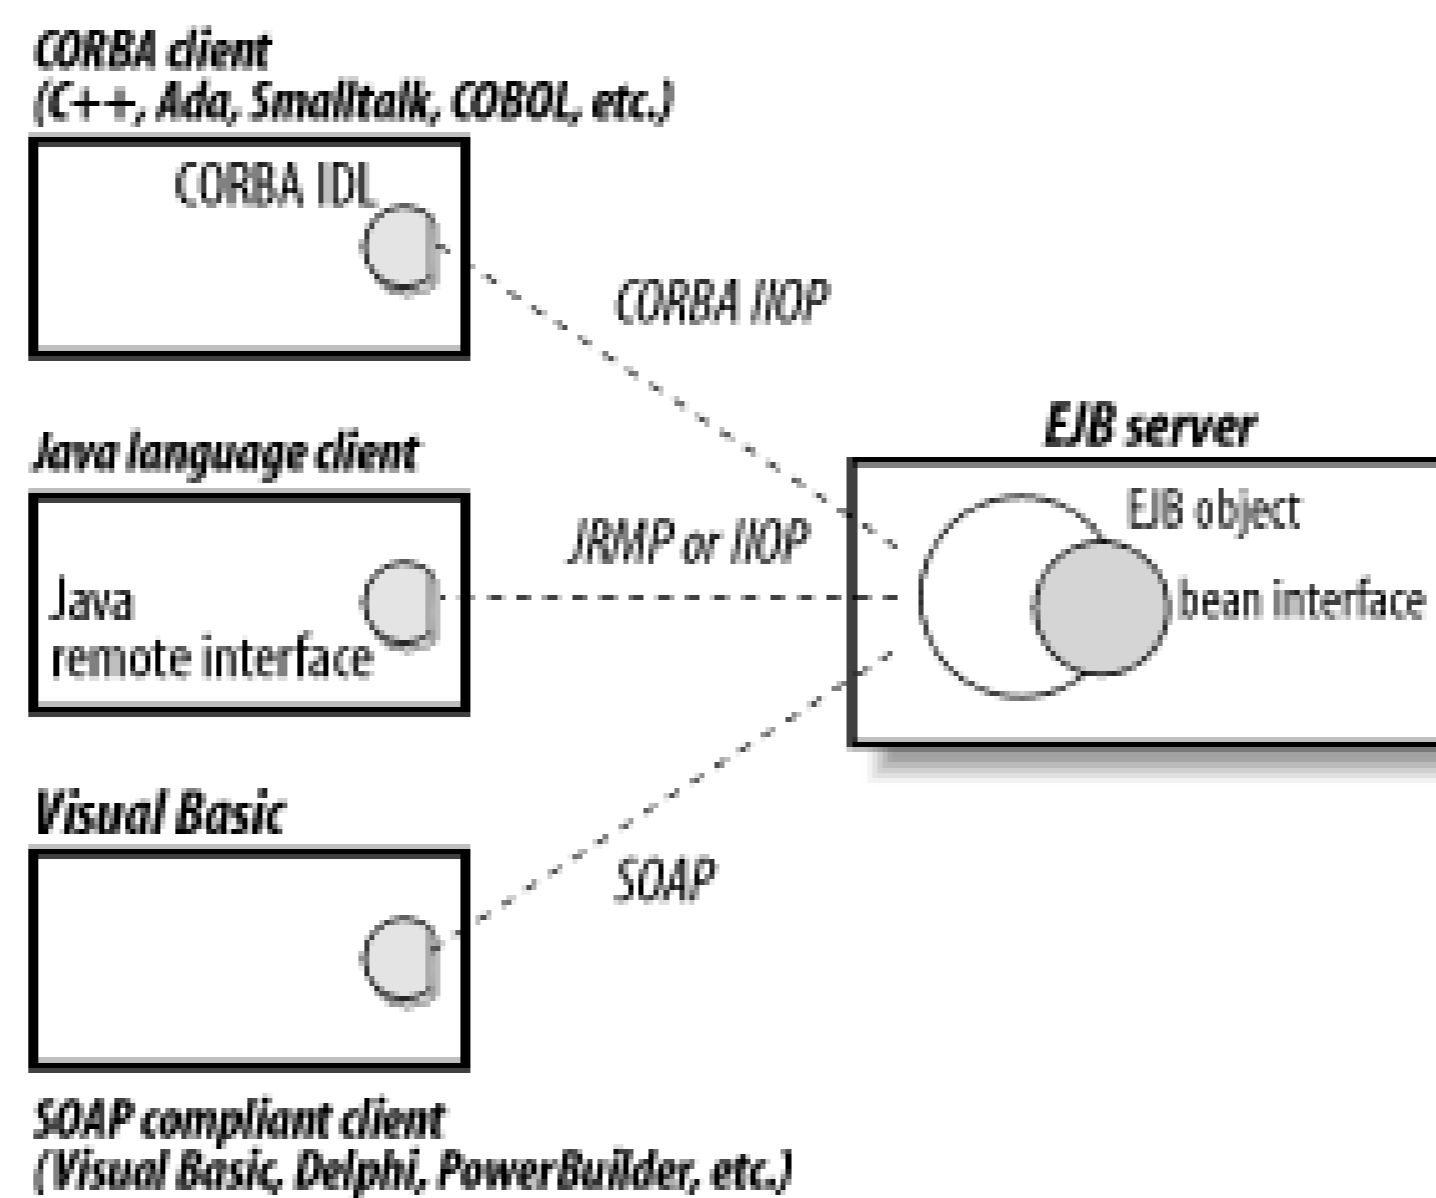 CORBA client
(C++, Ada, Smalltalk, COBOL, etc.)
CORBA IDL
CORBA IIOP
Java language client
Java
remote interface
JRMP or IIOP
EJB server
EJB object
bean interface
Visual Basic
SOAP
SOAP compliant client
(Visual Basic, Delphi, PowerBuilder, etc.)